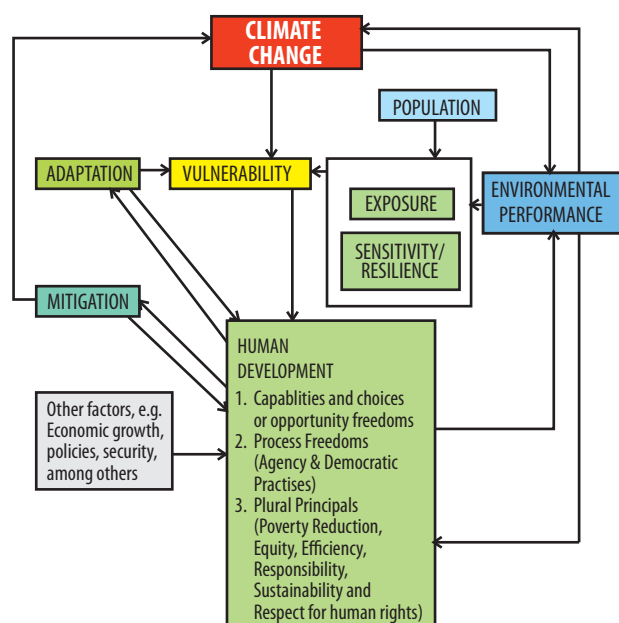 CLIMATE
CHANGE
POPULATION
ADAPTATION
VULNERABILITY
EXPOSURE
SENSITIVITY/
RESILIENCE
ENVIRONMENTAL
PERFORMANCE
MITIGATION
Other factors, e.g.
Economic growth,
policies, security,
among others
HUMAN
DEVELOPMENT
1. Capablities and choices
or opportunity freedoms
2. Process Freedoms
(Agency & Democratic
Practises)
3. Plural Principals
(Poverty Reduction,
Equity, Efficiency,
Responsibility,
Sustainability and
Respect for human rights)